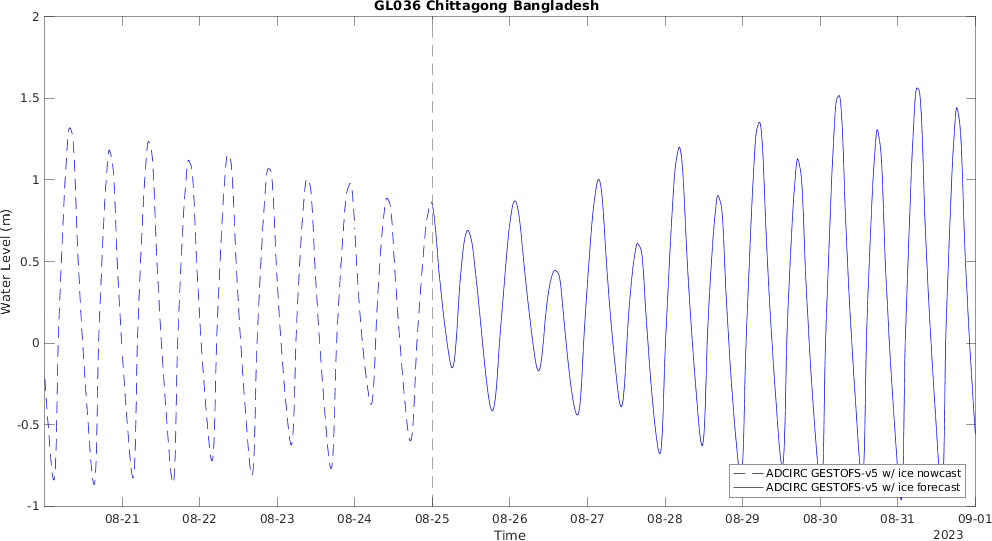 GL036 Chittagong Bangladesh
2
1.5
1
0.5
0
-0.5
-1
Water Level (m)
ADCIRC GESTOFS-v5 w/ ice nowcast
ADCIRC GESTOFS-v5 w/ ice forecast
08-21 08-22 08-23 08-24 08-25 08-26 08-27 08-28 08-29 08-30 08-31 09-01
Time
2023